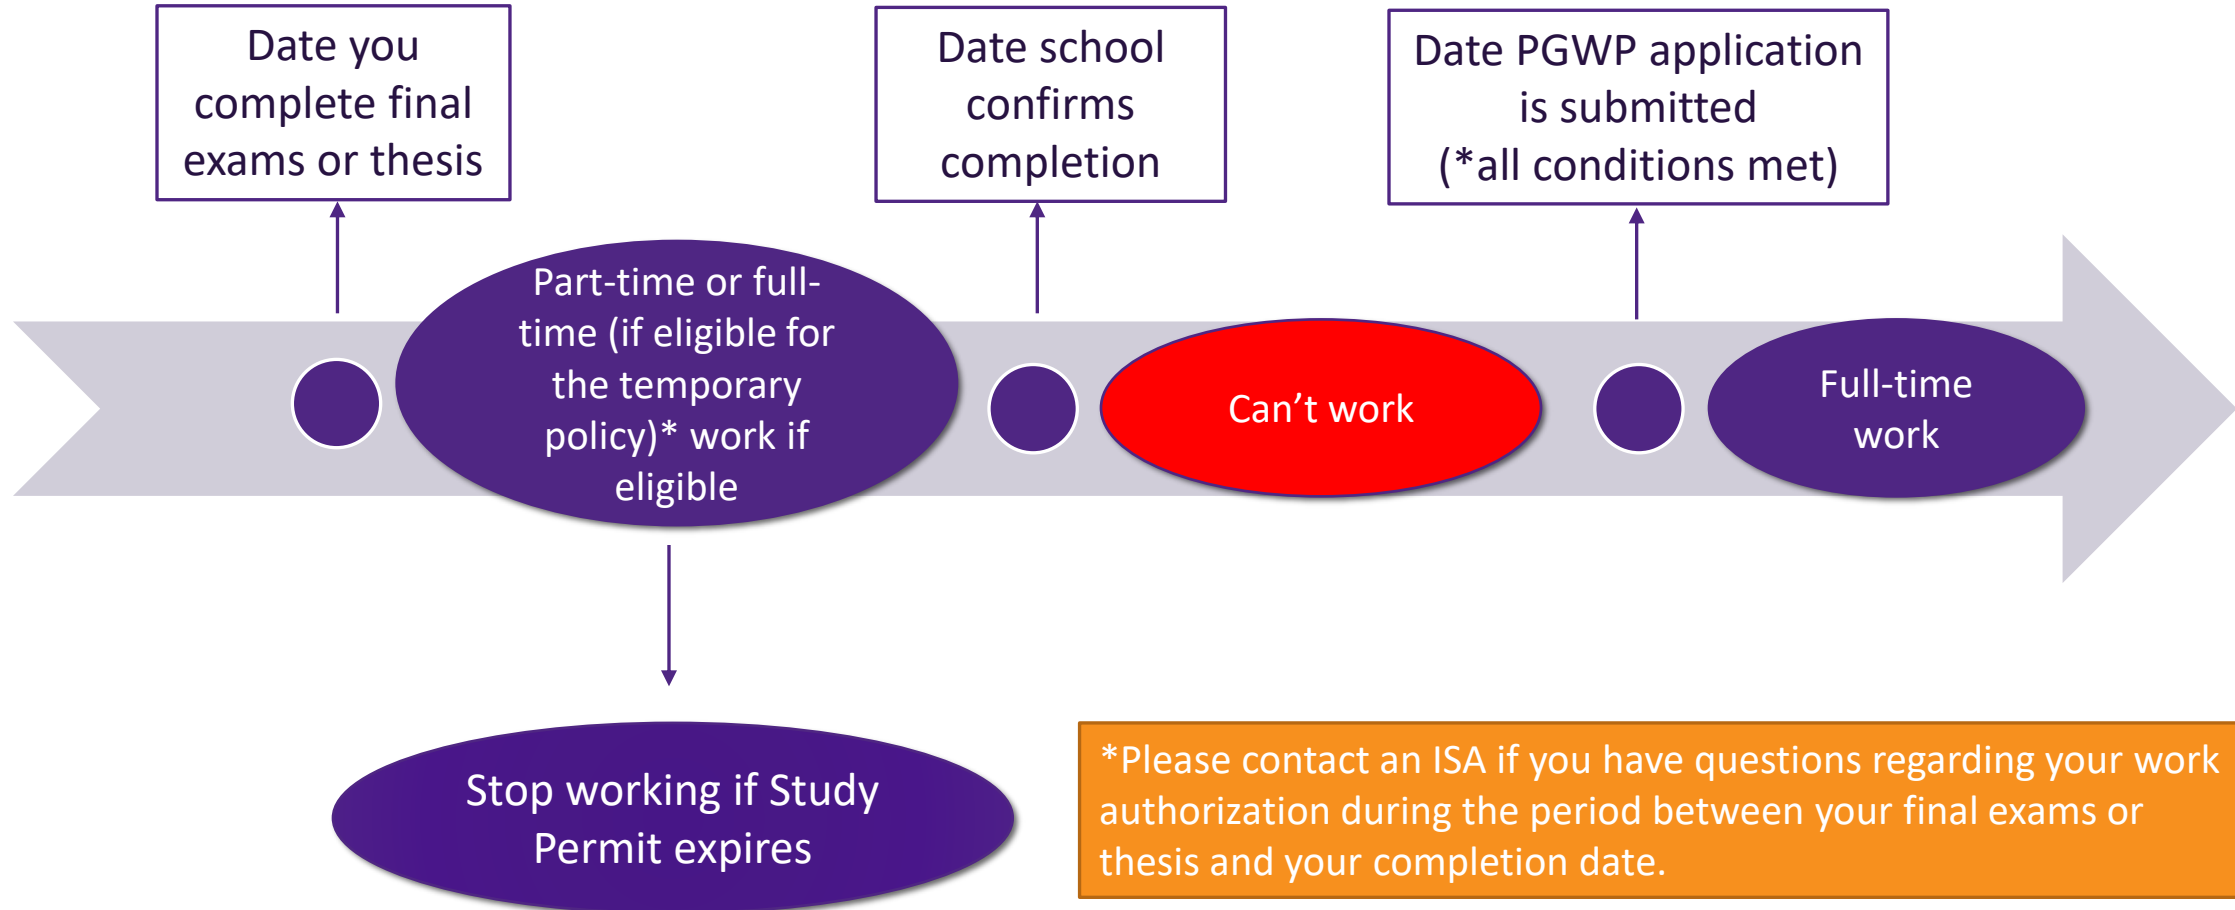 Date you
complete final
exams or thesis
Date school
confirms
completion
Date PGWP application
is submitted
(*all conditions met)
Part-time or full-
time (if eligible for
the temporary
policy)* work if
eligible
Can’t work
Full-time
work
Stop working if Study
Permit expires
*Please contact an ISA if you have questions regarding your work
authorization during the period between your final exams or
thesis and your completion date.